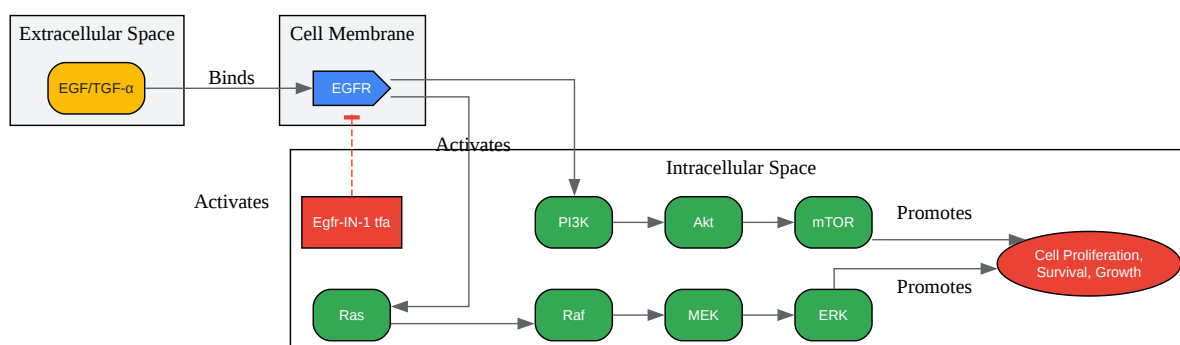 Extracellular Space
Cell Membrane
EGF/TGF-α
Binds
EGFR
Activates
Intracellular Space
Activates
Egfr-IN-1 tfa
PI3K
Akt
mTOR
Promotes
Cell Proliferation,
Survival, Growth
Promotes
Ras
Raf
MEK
ERK